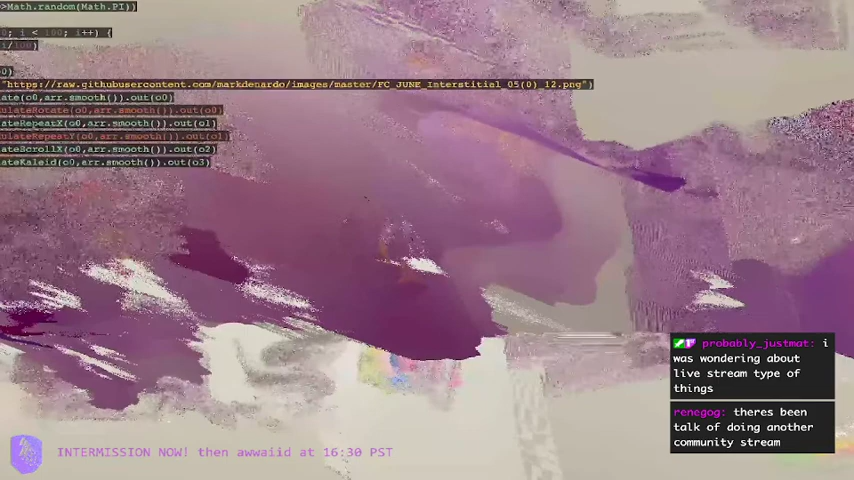 >Math.random(Math.PI))
0; i < 100; i++) {
i/100)
o0)
"https://raw.githubusercontent.com/markdenardo/images/master/FC_JUNE_Interstitial_05(0)_12.png")
ate(o0,arr.smooth()).out(o0)
ulateRotate(o0,arr.smooth()).out(o0)
ateRepeatX(o0,arr.smooth()).out(o1)
ulateRepeatY(o0,arr.smooth()).out(o1)
ateScrollX(o0,arr.smooth()).out(o2)
ateKaleid(o0,arr.smooth()).out(o3)
probably_justmat: i
was wondering about
live stream type of
things
renegog: theres been
talk of doing another
community stream
INTERMISSION NOW! then awwaiid at 16:30 PST